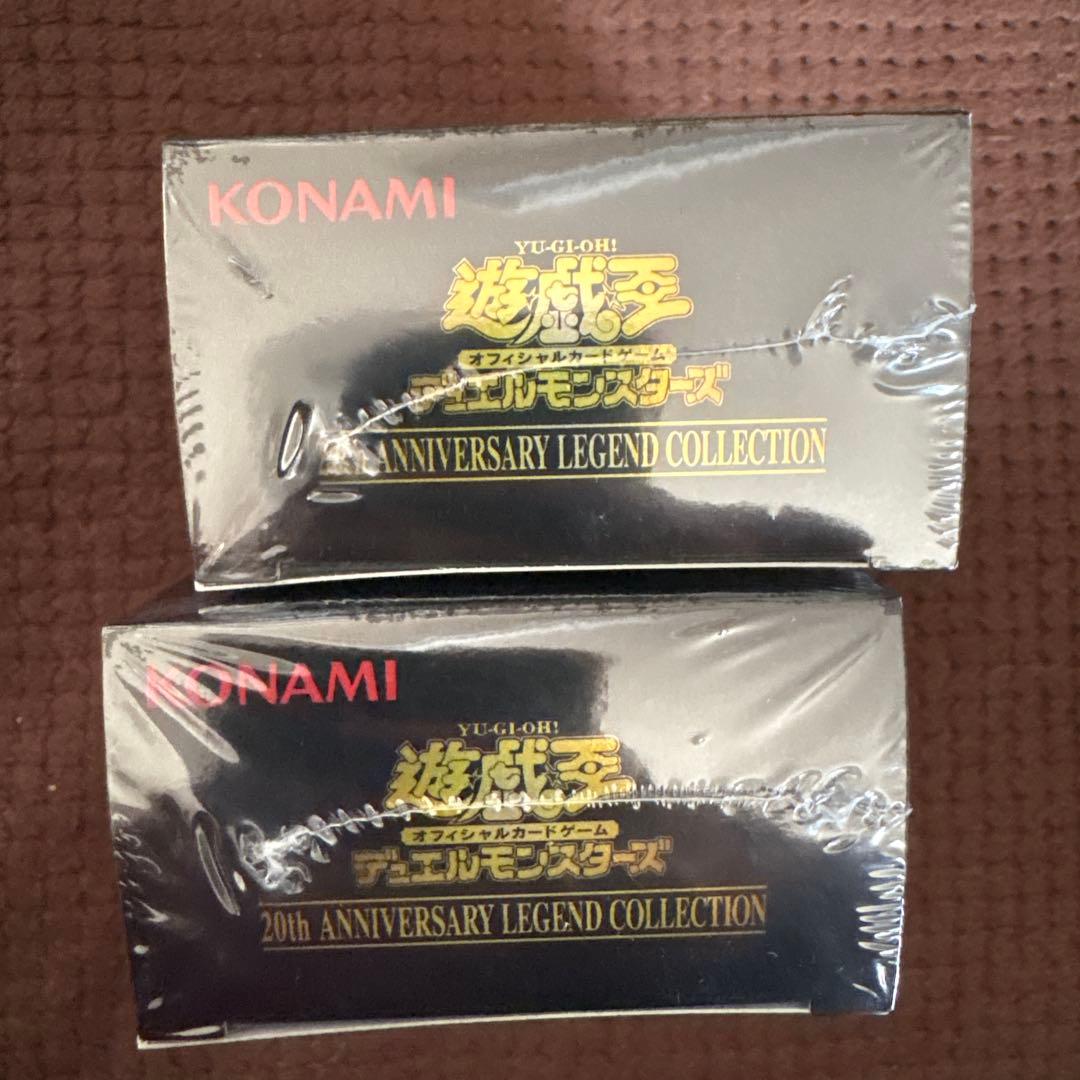 KONAMI
YU-GI-OH!
遊戯王
オフィシャルカードゲーム
デュエルモンスターズ
ANNIVERSARY LEGEND COLLECTION
KONAMI
YU-GI-OH!
遊戯王
オフィシャルカードゲーム
デュエルモンスターズ
20th ANNIVERSARY LEGEND COLLECTION